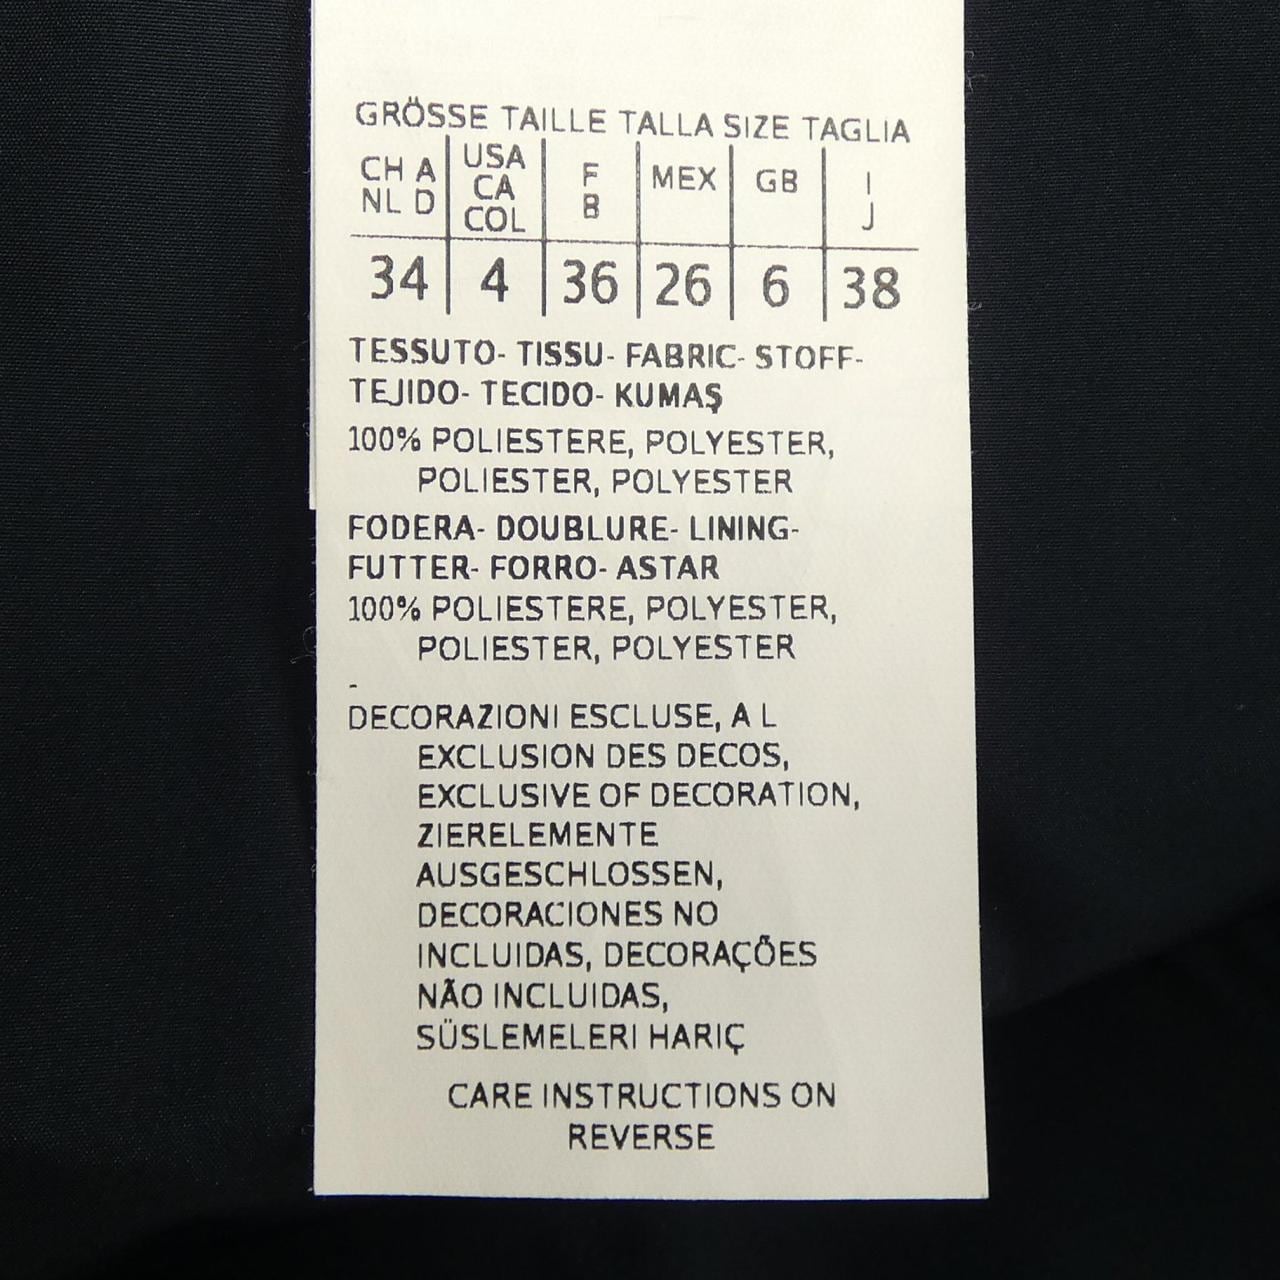 GRÖSSE TAILLE TALLA SIZE TAGLIA
CH A NL D | USA CA COL | F B | MEX | GB | I J
34 | 4 | 36 | 26 | 6 | 38
TESSUTO- TISSU- FABRIC- STOFF-
TEJIDO- TECIDO- KUMAŞ
100% POLIESTERE, POLYESTER,
POLIESTER, POLYESTER
FODERA- DOUBLURE- LINING-
FUTTER- FORRO- ASTAR
100% POLIESTERE, POLYESTER,
POLIESTER, POLYESTER
-
DECORAZIONI ESCLUSE, A L
EXCLUSION DES DECOS,
EXCLUSIVE OF DECORATION,
ZIERELEMENTE
AUSGESCHLOSSEN,
DECORACIONES NO
INCLUIDAS, DECORAÇÕES
NÃO INCLUIDAS,
SÜSLEMELERI HARIÇ
CARE INSTRUCTIONS ON
REVERSE